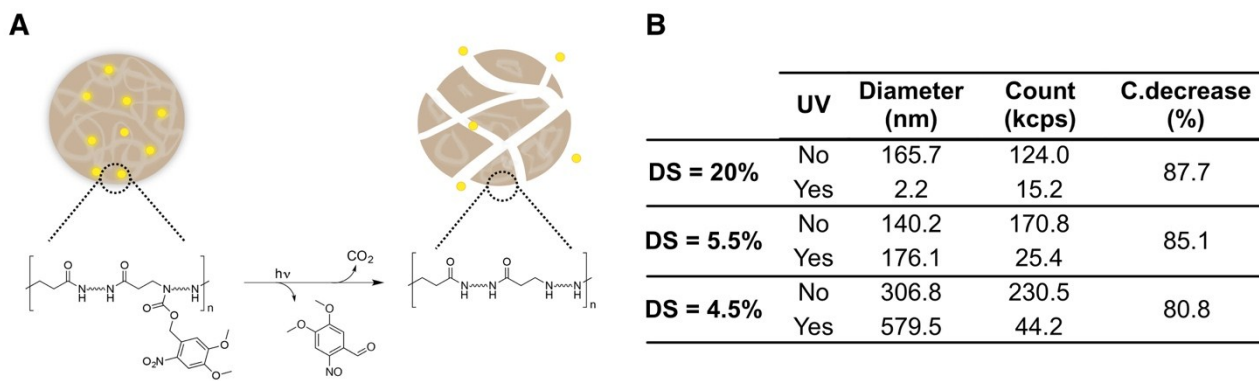 A
O
O
N
H
N
H
N
N
H
n
O
O
O₂N
O
O
hν
CO₂
O
O
O
NO
O
O
N
H
N
H
N
H
N
H
n
B
UV Diameter (nm) Count (kcps) C.decrease (%)
DS = 20% No 165.7 124.0 87.7
Yes 2.2 15.2
DS = 5.5% No 140.2 170.8 85.1
Yes 176.1 25.4
DS = 4.5% No 306.8 230.5 80.8
Yes 579.5 44.2